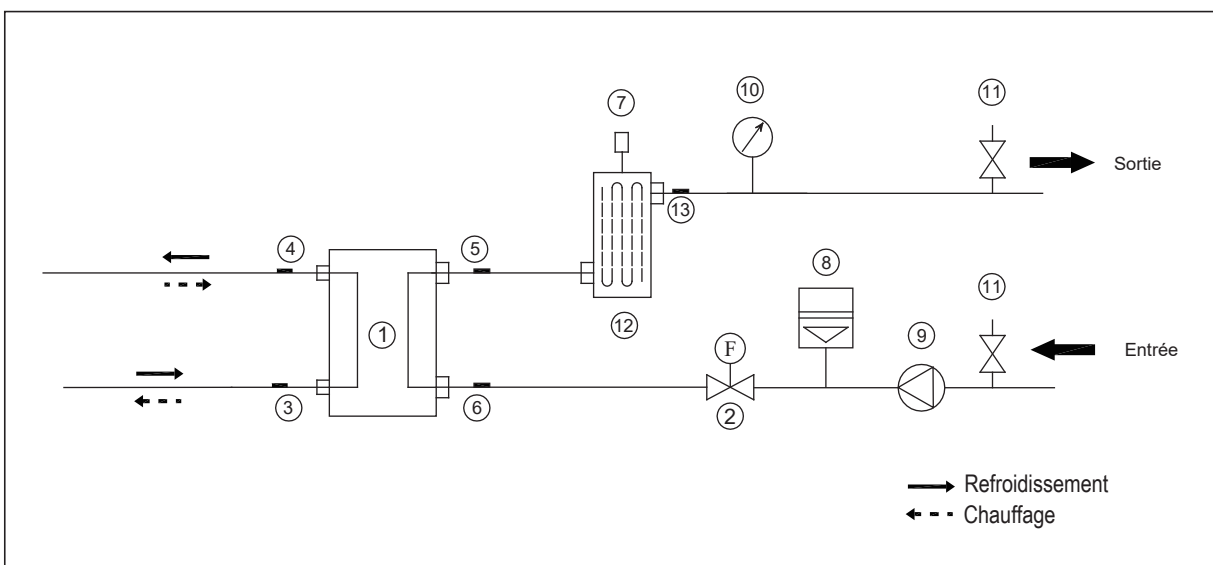 7
10
11
Sortie
13
4
5
8
11
12
1
F
9
Entrée
3
6
2
Refroidissement
Chauffage